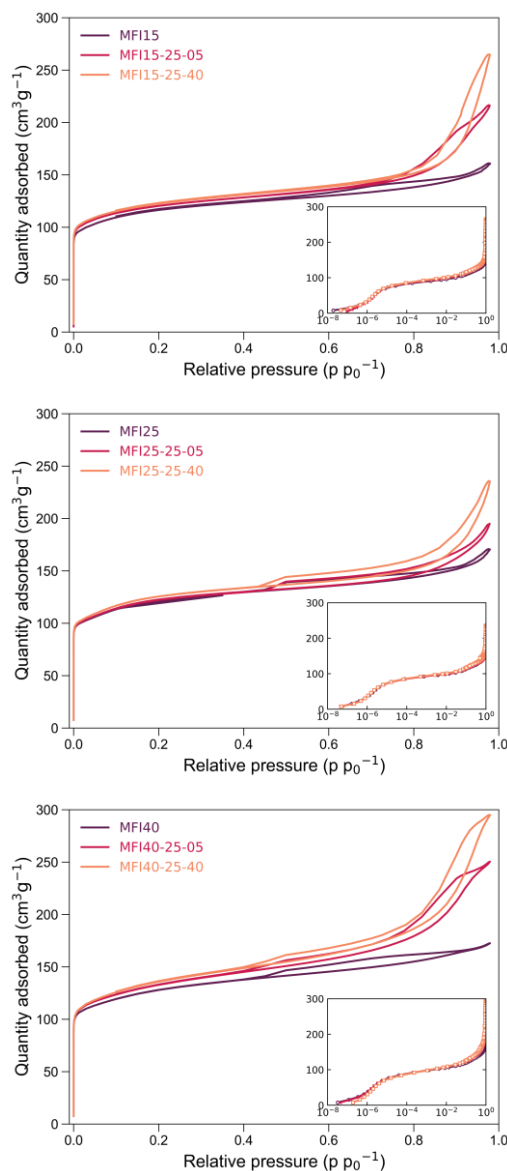 300
250
200
150
100
50
0
Quantity adsorbed (cm³g⁻¹)
MFI15
MFI15-25-05
MFI15-25-40
300
200
100
0
10⁻⁸ 10⁻⁶ 10⁻⁴ 10⁻² 10⁰
0.0 0.2 0.4 0.6 0.8 1.0
Relative pressure (p p₀⁻¹)
300
250
200
150
100
50
0
Quantity adsorbed (cm³g⁻¹)
MFI25
MFI25-25-05
MFI25-25-40
300
200
100
0
10⁻⁸ 10⁻⁶ 10⁻⁴ 10⁻² 10⁰
0.0 0.2 0.4 0.6 0.8 1.0
Relative pressure (p p₀⁻¹)
300
250
200
150
100
50
0
Quantity adsorbed (cm³g⁻¹)
MFI40
MFI40-25-05
MFI40-25-40
300
200
100
0
10⁻⁸ 10⁻⁶ 10⁻⁴ 10⁻² 10⁰
0.0 0.2 0.4 0.6 0.8 1.0
Relative pressure (p p₀⁻¹)